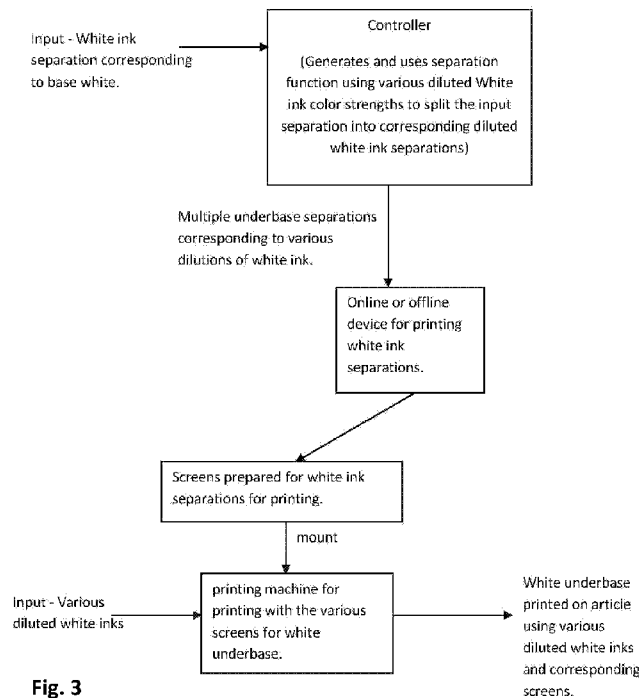 Controller
Input - White ink
separation corresponding
to base white.
(Generates and uses separation
function using various diluted White
ink color strengths to split the input
separation into corresponding diluted
white ink separations)
Multiple underbase separations
corresponding to various
dilutions of white ink.
Online or offline
device for printing
white ink
separations.
Screens prepared for white ink
separations for printing.
mount
Input - Various
diluted white inks
printing machine for
printing with the various
screens for white
underbase.
White underbase
printed on article
using various
diluted white inks
and corresponding
screens.
Fig. 3